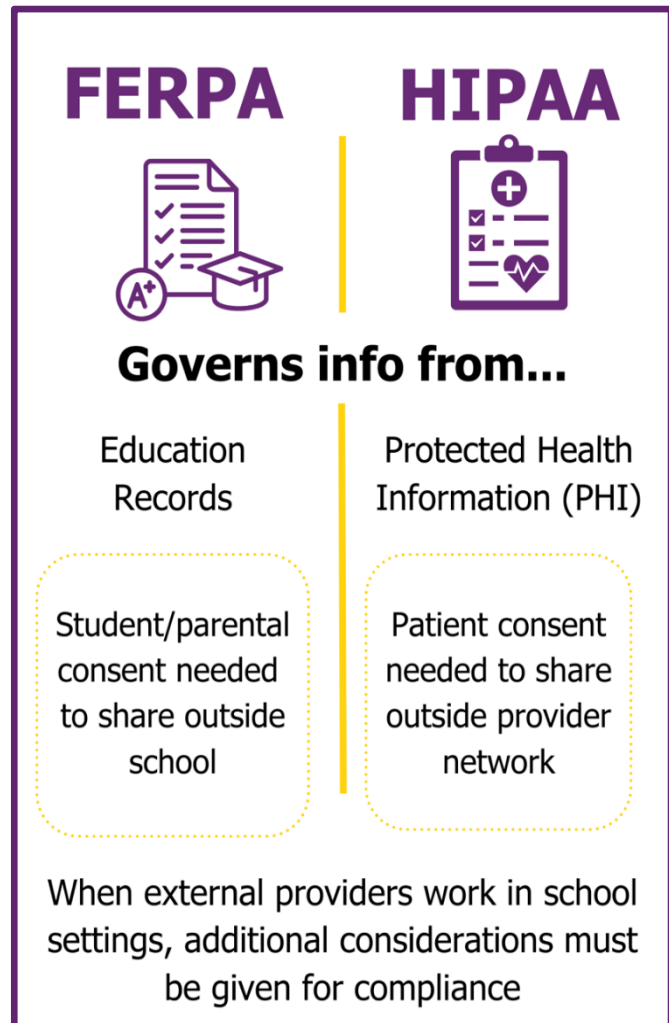 FERPA
HIPAA
A+
Governs info from...
Education
Records
Protected Health
Information (PHI)
Student/parental
consent needed
to share outside
school
Patient consent
needed to share
outside provider
network
When external providers work in school
settings, additional considerations must
be given for compliance